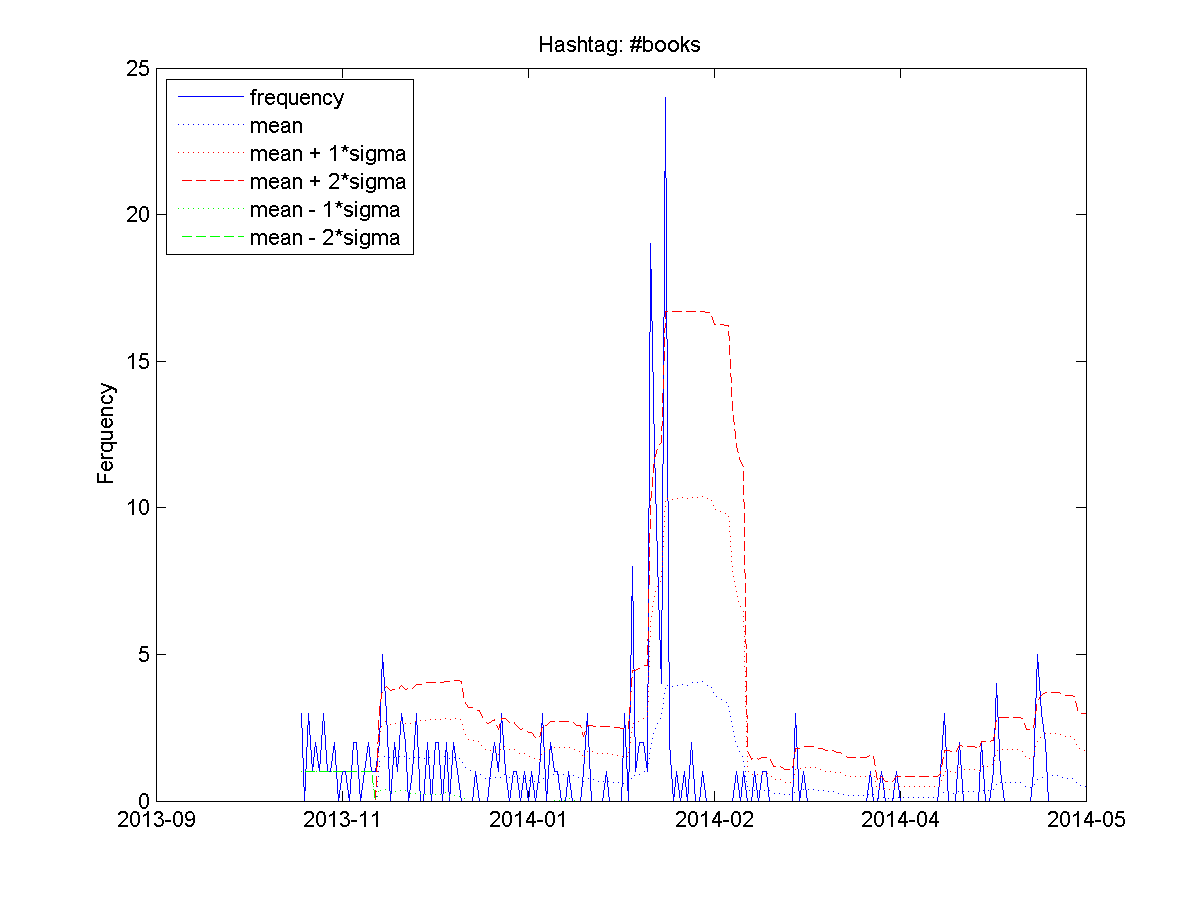 Hashtag: #books
25
20
15
10
5
0
Ferquency
frequency
mean
mean + 1*sigma
mean + 2*sigma
mean - 1*sigma
mean - 2*sigma
2013-09 2013-11 2014-01 2014-02 2014-04 2014-05